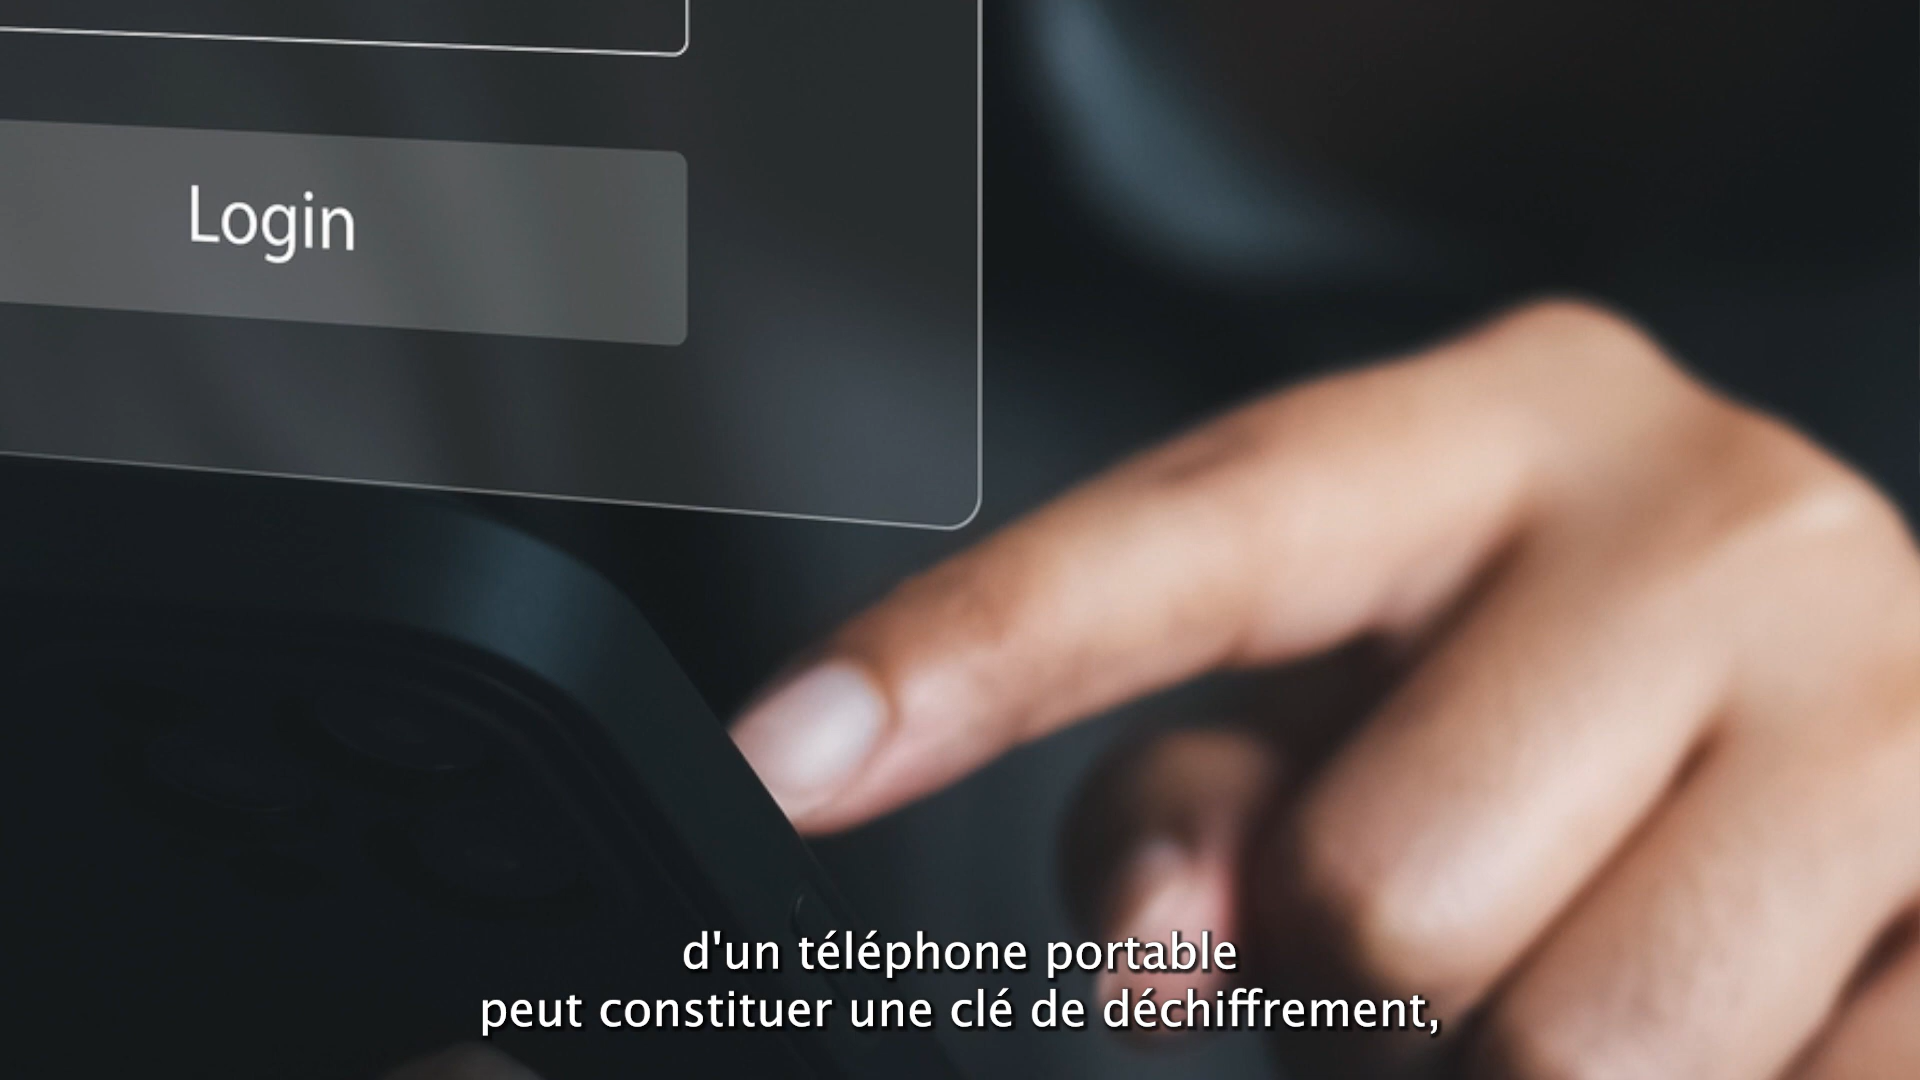 Login
d'un téléphone portable
peut constituer une clé de déchiffrement,